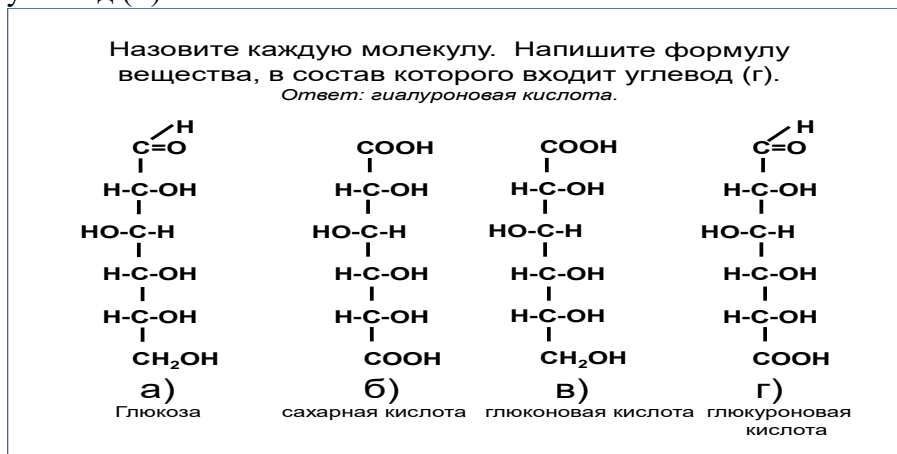 Назовите каждую молекулу. Напишите формулу
вещества, в состав которого входит углевод (г).
Ответ: гиалуроновая кислота.
H H
C=O COOH COOH C=O
H-C-OH H-C-OH H-C-OH H-C-OH
HO-C-H HO-C-H HO-C-H HO-C-H
H-C-OH H-C-OH H-C-OH H-C-OH
H-C-OH H-C-OH H-C-OH H-C-OH
CH₂OH COOH CH₂OH COOH
а) б) в) г)
Глюкоза сахарная кислота глюконовая кислота глюкуроновая
кислота